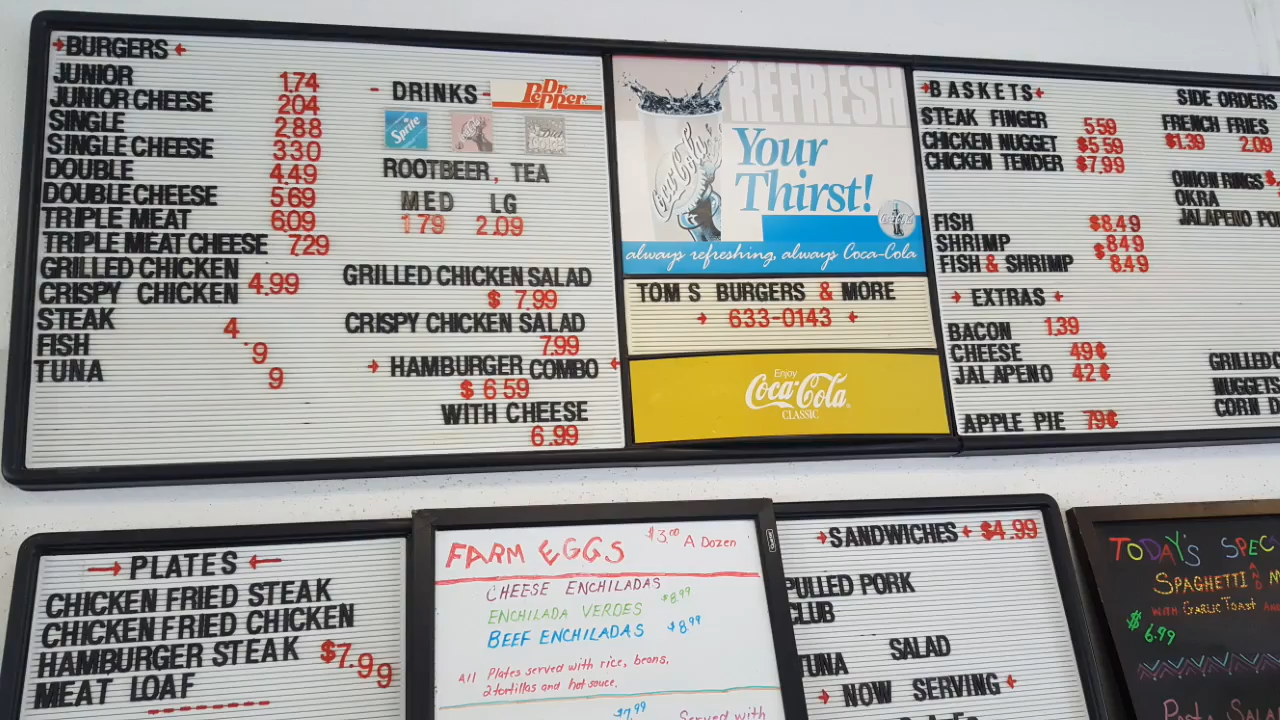 BURGERS
JUNIOR 1.74
JUNIOR CHEESE 204
SINGLE 2.88
SINGLE CHEESE 330
DOUBLE 4.49
DOUBLE CHEESE 569
TRIPLE MEAT 6.09
TRIPLE MEAT CHEESE 7.29
GRILLED CHICKEN
CRISPY CHICKEN 4.99
STEAK 4.
FISH 9
TUNA 9
- DRINKS - Dr Pepper
Sprite
ROOTBEER, TEA
MED LG
1.79 2.09
GRILLED CHICKEN SALAD
$ 7.99
CRISPY CHICKEN SALAD
7.99
HAMBURGER COMBO
$ 6 59
WITH CHEESE
6.99
REFRESH
Your
Thirst!
Coca-Cola
always refreshing, always Coca-Cola
TOM S BURGERS & MORE
633-0143
Enjoy
Coca-Cola
CLASSIC
BASKETS
STEAK FINGER 5.59
CHICKEN NUGGET $5 59
CHICKEN TENDER $7.99
FISH $8.49
SHRIMP $849
FISH & SHRIMP 8.49
EXTRAS
BACON 1.39
CHEESE 49¢
JALAPENO 42¢
APPLE PIE 79¢
SIDE ORDERS
FRENCH FRIES
$1.39 2.09
ONION RINGS $
OKRA
JALAPENO PO
GRILLED C
NUGGETS
CORN D
PLATES
CHICKEN FRIED STEAK
CHICKEN FRIED CHICKEN
HAMBURGER STEAK $7.99
MEAT LOAF
FARM EGGS $3.00 A Dozen
CHEESE ENCHILADAS
ENCHILADA VERDES $8.99
BEEF ENCHILADAS $8.99
All Plates served with rice, beans,
2 tortillas and hot sauce.
$7.99 Served with
SANDWICHES $4.99
PULLED PORK
CLUB
TUNA SALAD
NOW SERVING
TODAY'S SPEC
SPAGHETTI AND M
WITH GARLIC TOAST AND
$6.99